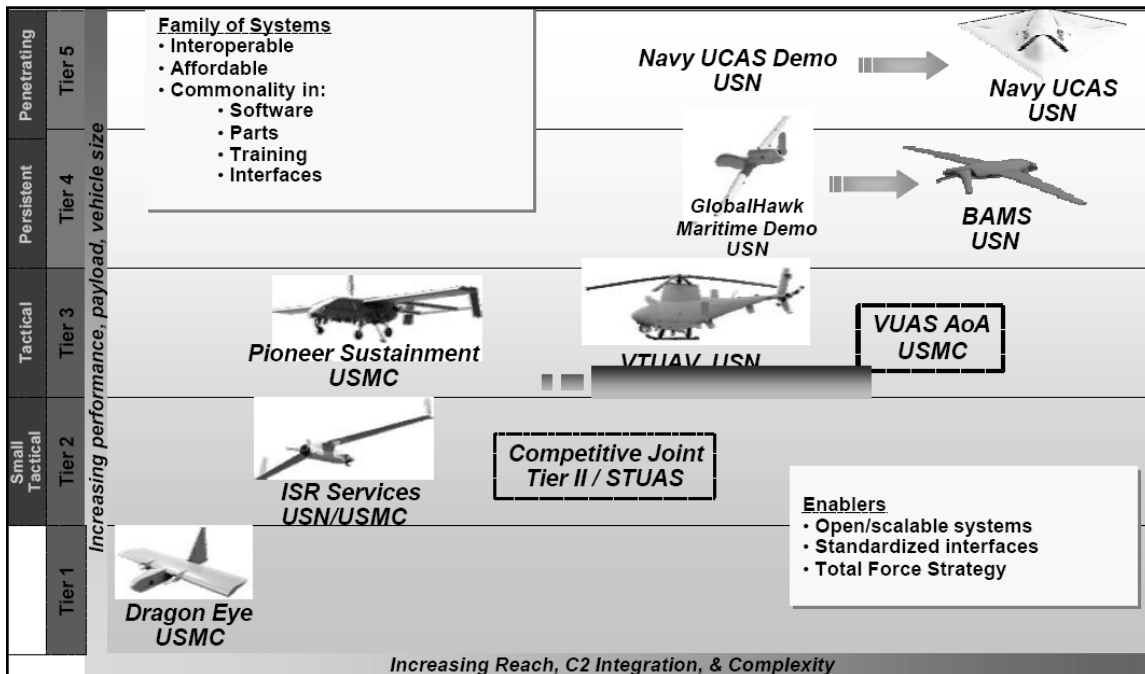 Family of Systems
• Interoperable
• Affordable
• Commonality in:
• Software
• Parts
• Training
• Interfaces
Penetrating
Tier 5
Navy UCAS Demo
USN
Navy UCAS
USN
Persistent
Tier 4
GlobalHawk
Maritime Demo
USN
BAMS
USN
Tactical
Tier 3
Pioneer Sustainment
USMC
VTUAV USN
VUAS AoA
USMC
Small
Tactical
Tier 2
ISR Services
USN/USMC
Competitive Joint
Tier II / STUAS
Enablers
• Open/scalable systems
• Standardized interfaces
• Total Force Strategy
Tier 1
Dragon Eye
USMC
Increasing performance, payload, vehicle size
Increasing Reach, C2 Integration, & Complexity